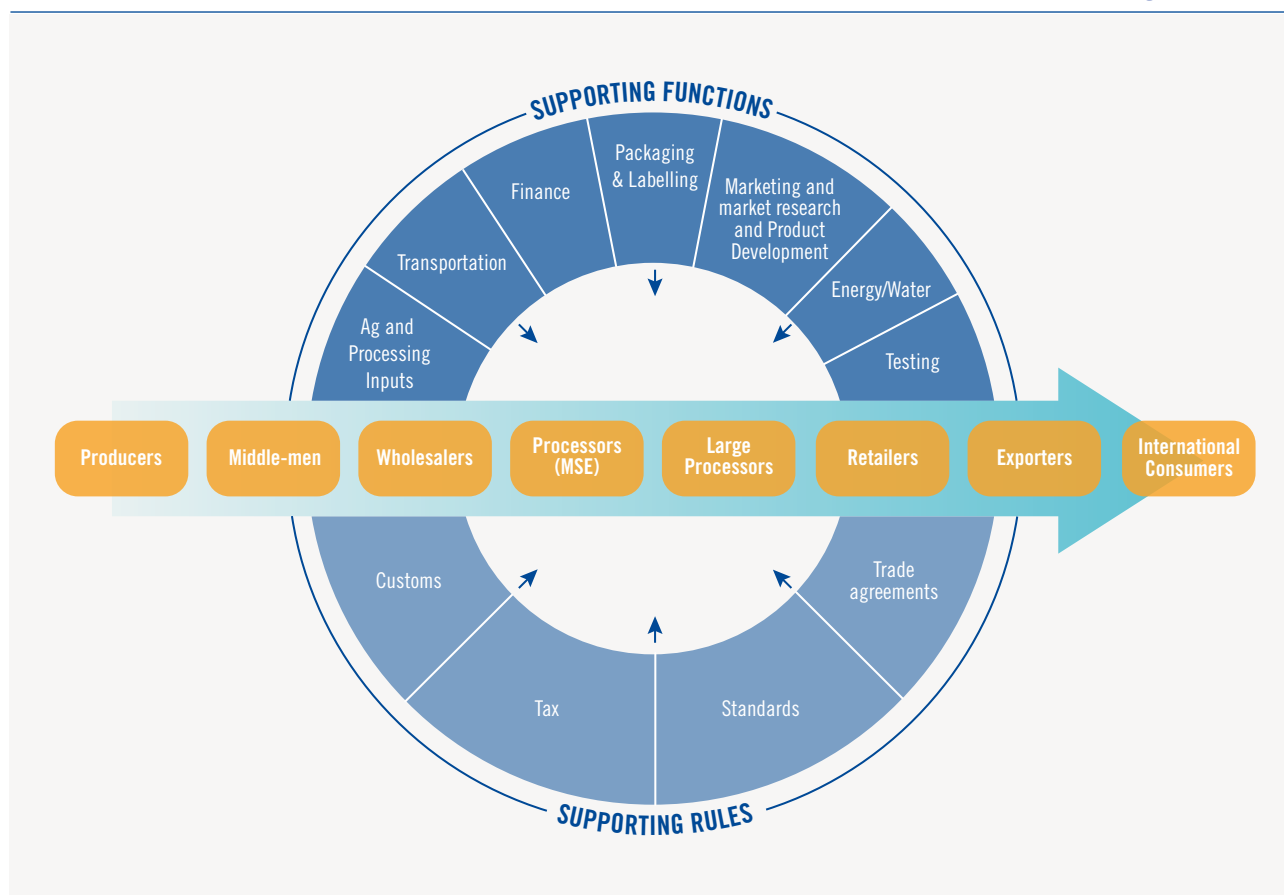 SUPPORTING FUNCTIONS
Packaging
& Labelling
Finance
Marketing and
market research
and Product
Development
Transportation
Energy/Water
Ag and
Processing
Inputs
Testing
Producers
Middle-men
Wholesalers
Processors
(MSE)
Large
Processors
Retailers
Exporters
International
Consumers
Customs
Trade
agreements
Tax
Standards
SUPPORTING RULES